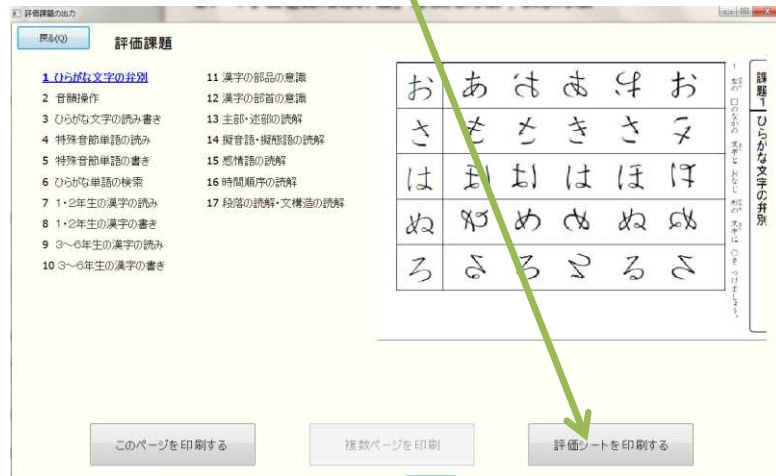 評価課題の出力
戻る(Q)
評価課題
1 ひらがな文字の弁別
2 音韻操作
3 ひらがな文字の読み書き
4 特殊音節単語の読み
5 特殊音節単語の書き
6 ひらがな単語の検索
7 1・2年生の漢字の読み
8 1・2年生の漢字の書き
9 3～6年生の漢字の読み
10 3～6年生の漢字の書き
11 漢字の部品の意識
12 漢字の部首の意識
13 主部・述部の読解
14 擬音語・擬態語の読解
15 感情語の読解
16 時間順序の読解
17 段落の読解・文構造の読解
課題1 ひらがな文字の弁別
お
さ
は
ぬ
ろ
このページを印刷する
複数ページを印刷
評価シートを印刷する